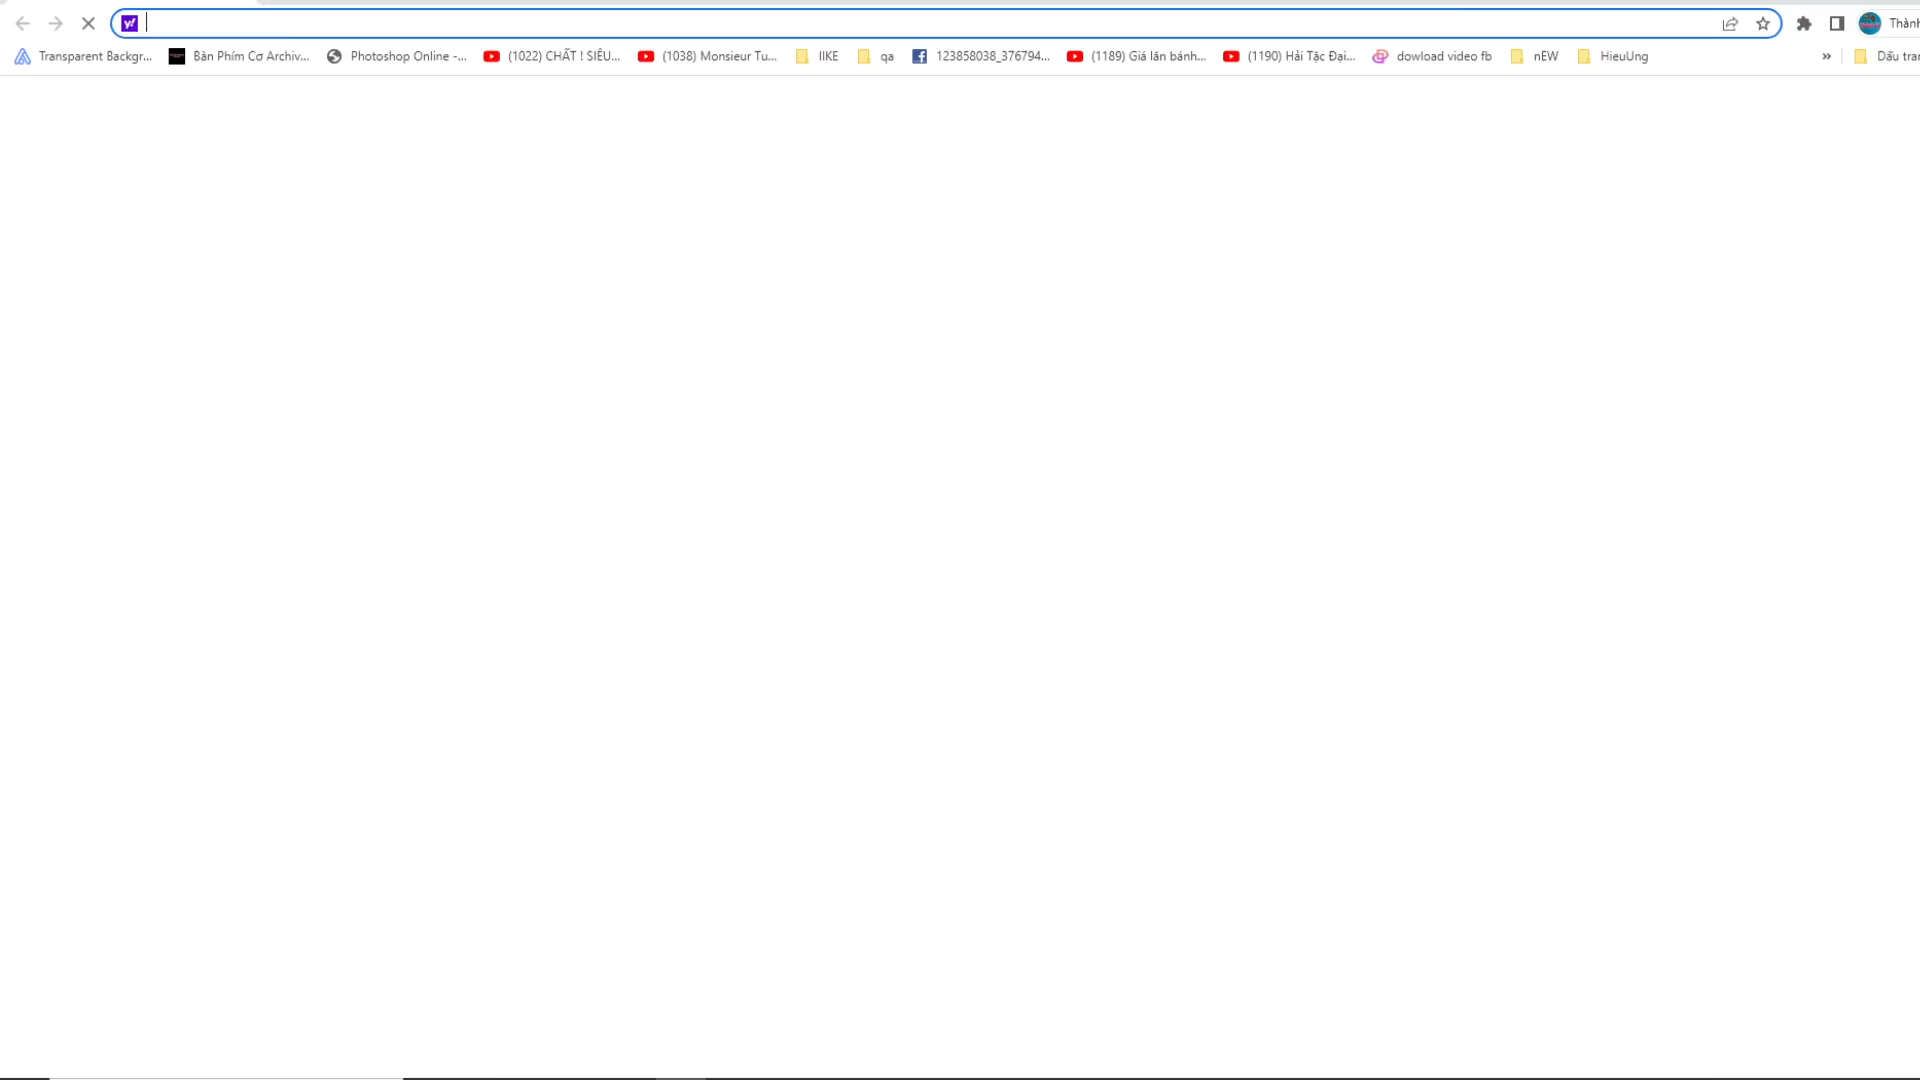 y!
Thành
Transparent Backgr... Bàn Phím Cơ Archiv... Photoshop Online -... (1022) CHẤT ! SIÊU... (1038) Monsieur Tu... IIKE qa 123858038_376794... (1189) Giá lăn bánh... (1190) Hải Tặc Đại... dowload video fb nEW HieuUng » Dấu tran